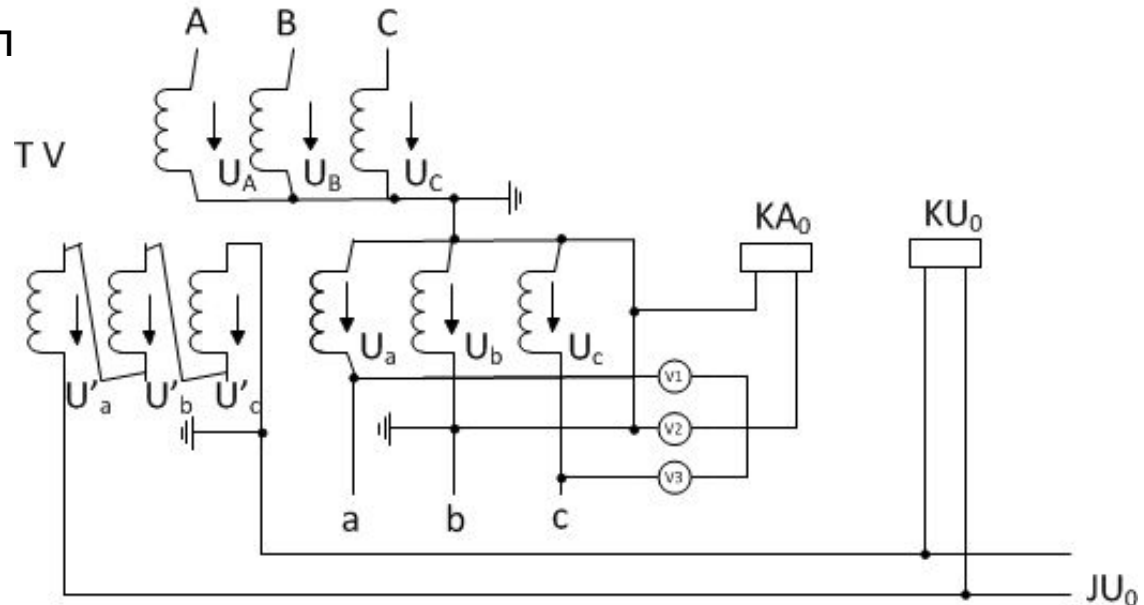 A B C
T V
U_A U_B U_C
KA₀ KU₀
U_a U_b U_c
U'_a U'_b U'_c
V1
V2
V3
a b c
JU₀